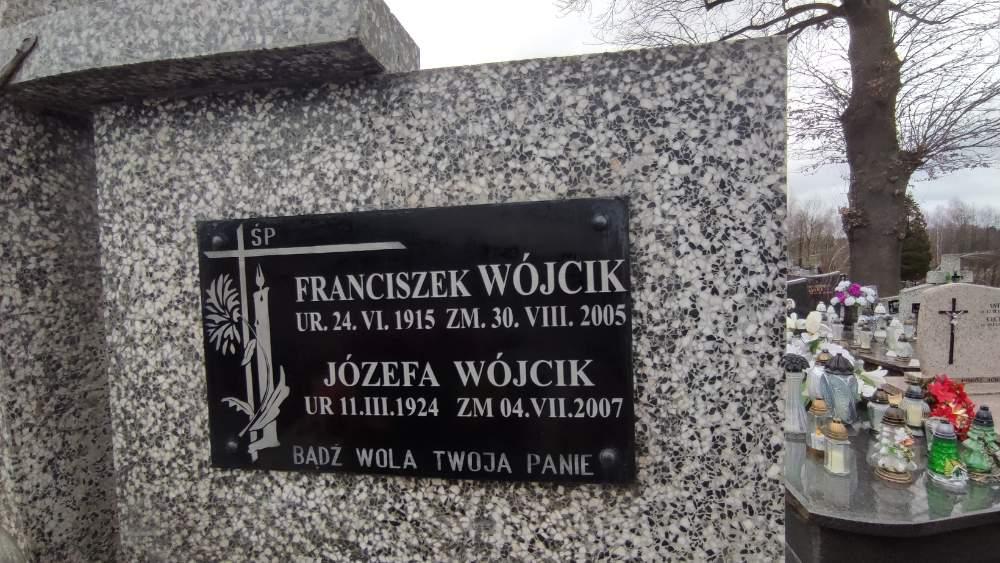 ŚP
FRANCISZEK WÓJCIK
UR. 24. VI. 1915 ZM. 30. VIII. 2005
JÓZEFA WÓJCIK
UR 11.III.1924 ZM 04.VII.2007
BĄDŹ WOLA TWOJA PANIE